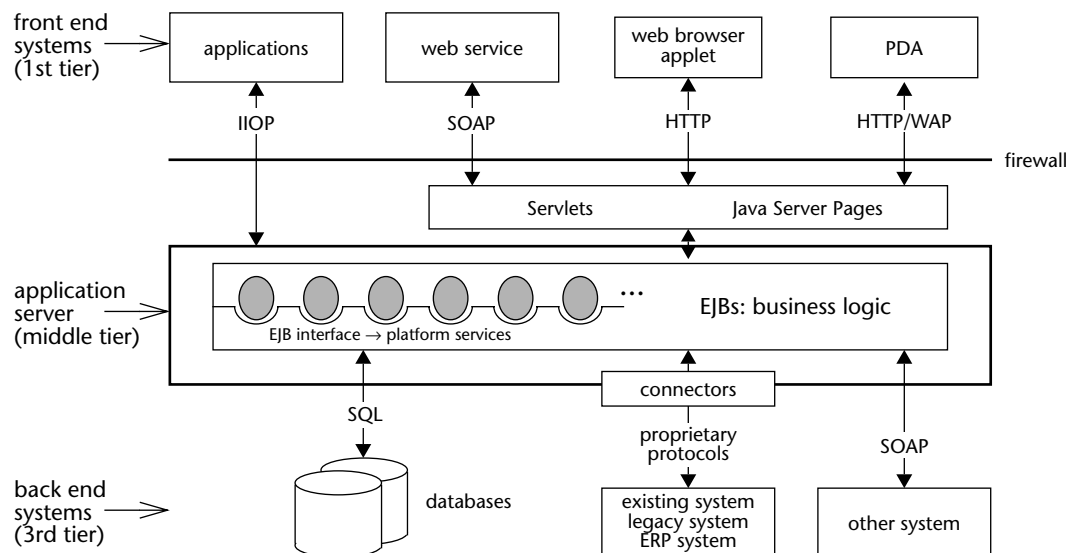 front end
systems
(1st tier)
applications
web service
web browser
applet
PDA
IIOP
SOAP
HTTP
HTTP/WAP
firewall
Servlets
Java Server Pages
application
server
(middle tier)
...
EJBs: business logic
EJB interface → platform services
connectors
SQL
proprietary
protocols
SOAP
back end
systems
(3rd tier)
databases
existing system
legacy system
ERP system
other system